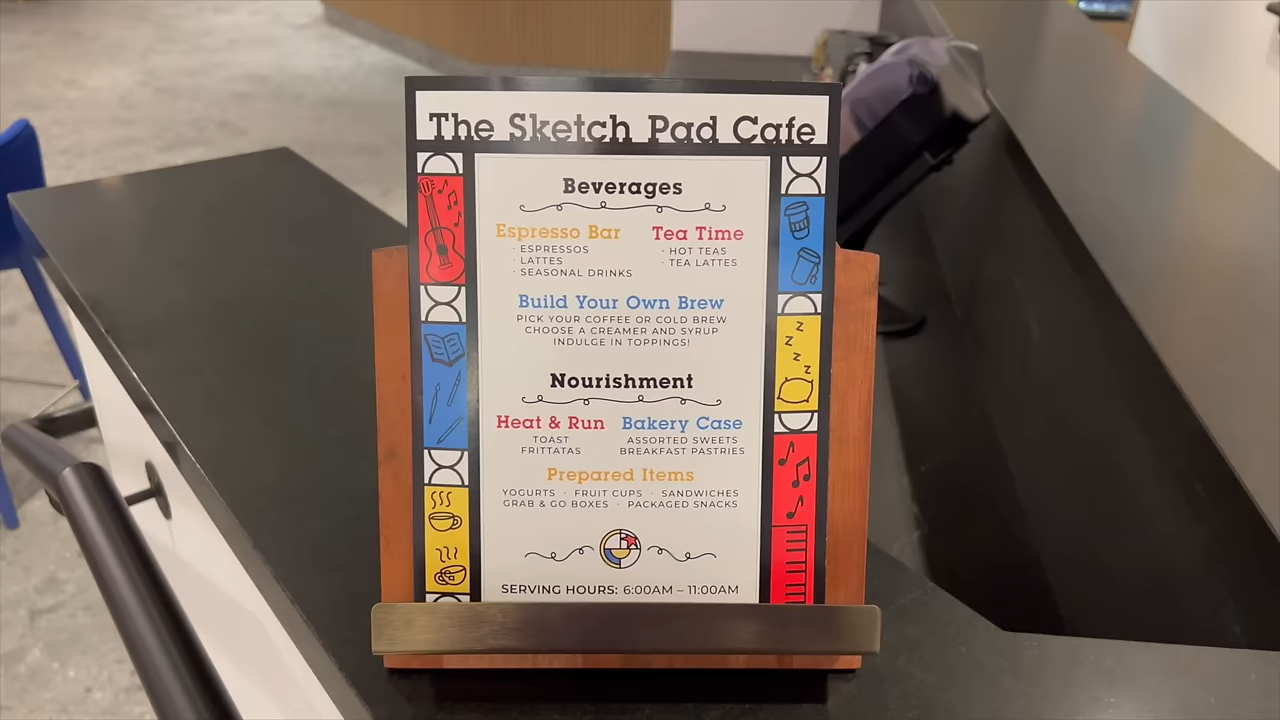 The Sketch Pad Cafe
Beverages
Espresso Bar
· ESPRESSOS
· LATTES
· SEASONAL DRINKS
Tea Time
· HOT TEAS
· TEA LATTES
Build Your Own Brew
PICK YOUR COFFEE OR COLD BREW
CHOOSE A CREAMER AND SYRUP
INDULGE IN TOPPINGS!
Nourishment
Heat & Run
TOAST
FRITTATAS
Bakery Case
ASSORTED SWEETS
BREAKFAST PASTRIES
Prepared Items
YOGURTS · FRUIT CUPS · SANDWICHES
GRAB & GO BOXES · PACKAGED SNACKS
SERVING HOURS: 6:00AM – 11:00AM
Z
Z
Z
Z